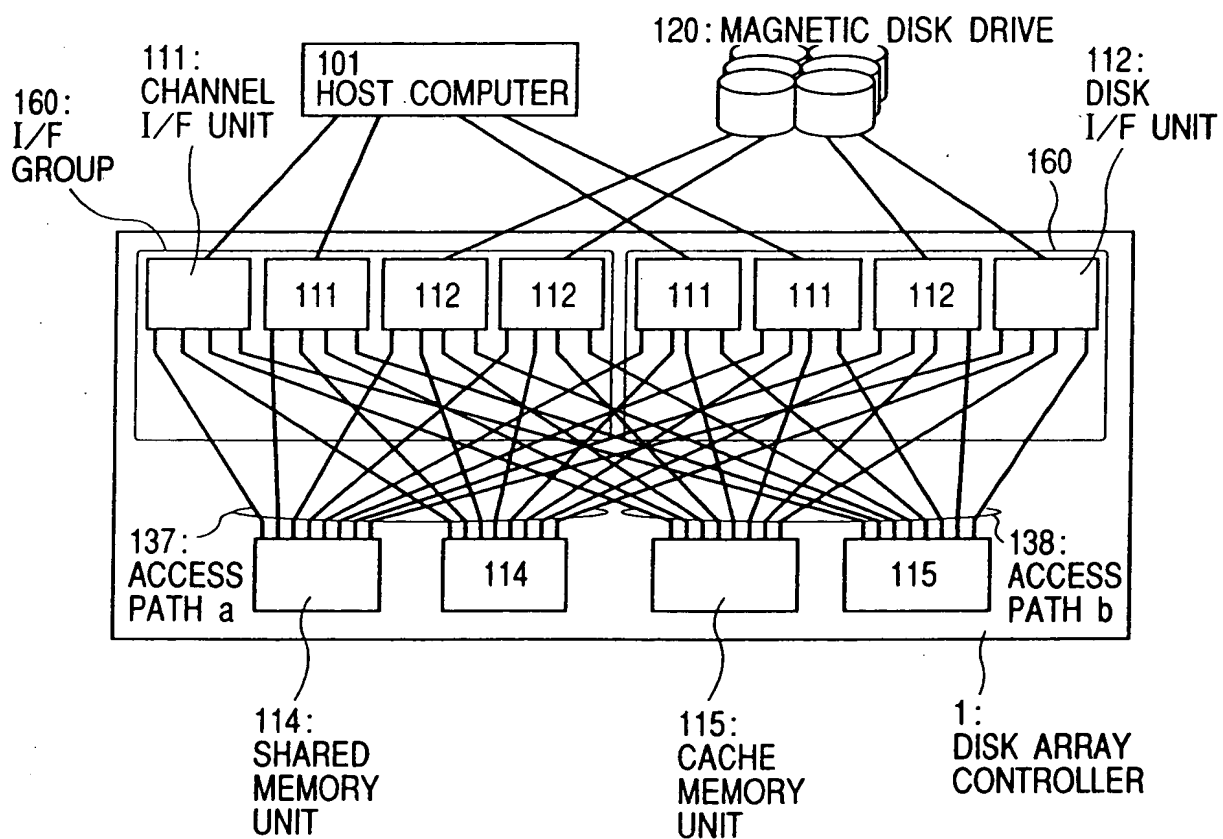 120: MAGNETIC DISK DRIVE
111:
CHANNEL
I/F UNIT
101
HOST COMPUTER
112:
DISK
I/F UNIT
160:
I/F
GROUP
160
111
112
112
111
111
112
137:
ACCESS
PATH a
114
115
138:
ACCESS
PATH b
114:
SHARED
MEMORY
UNIT
115:
CACHE
MEMORY
UNIT
1:
DISK ARRAY
CONTROLLER